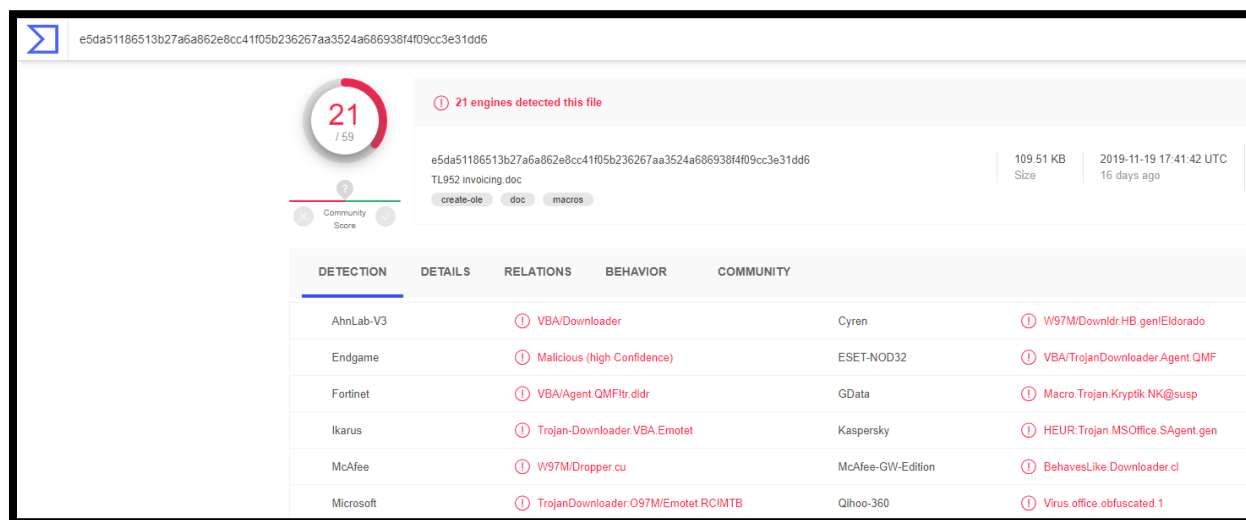 e5da51186513b27a6a862e8cc41f05b236267aa3524a686938f4f09cc3e31dd6
21
/ 59
?
Community
Score
21 engines detected this file
e5da51186513b27a6a862e8cc41f05b236267aa3524a686938f4f09cc3e31dd6
TL952 invoicing.doc
create-ole doc macros
109.51 KB
Size
2019-11-19 17:41:42 UTC
16 days ago
DETECTION DETAILS RELATIONS BEHAVIOR COMMUNITY
AhnLab-V3 VBA/Downloader Cyren W97M/Downldr.HB.gen!Eldorado
Endgame Malicious (high Confidence) ESET-NOD32 VBA/TrojanDownloader.Agent.QMF
Fortinet VBA/Agent.QMF!tr.dldr GData Macro.Trojan.Kryptik.NK@susp
Ikarus Trojan-Downloader.VBA.Emotet Kaspersky HEUR:Trojan.MSOffice.SAgent.gen
McAfee W97M/Dropper.cu McAfee-GW-Edition BehavesLike.Downloader.cl
Microsoft TrojanDownloader:O97M/Emotet.RC!MTB Qihoo-360 Virus.office.obfuscated.1